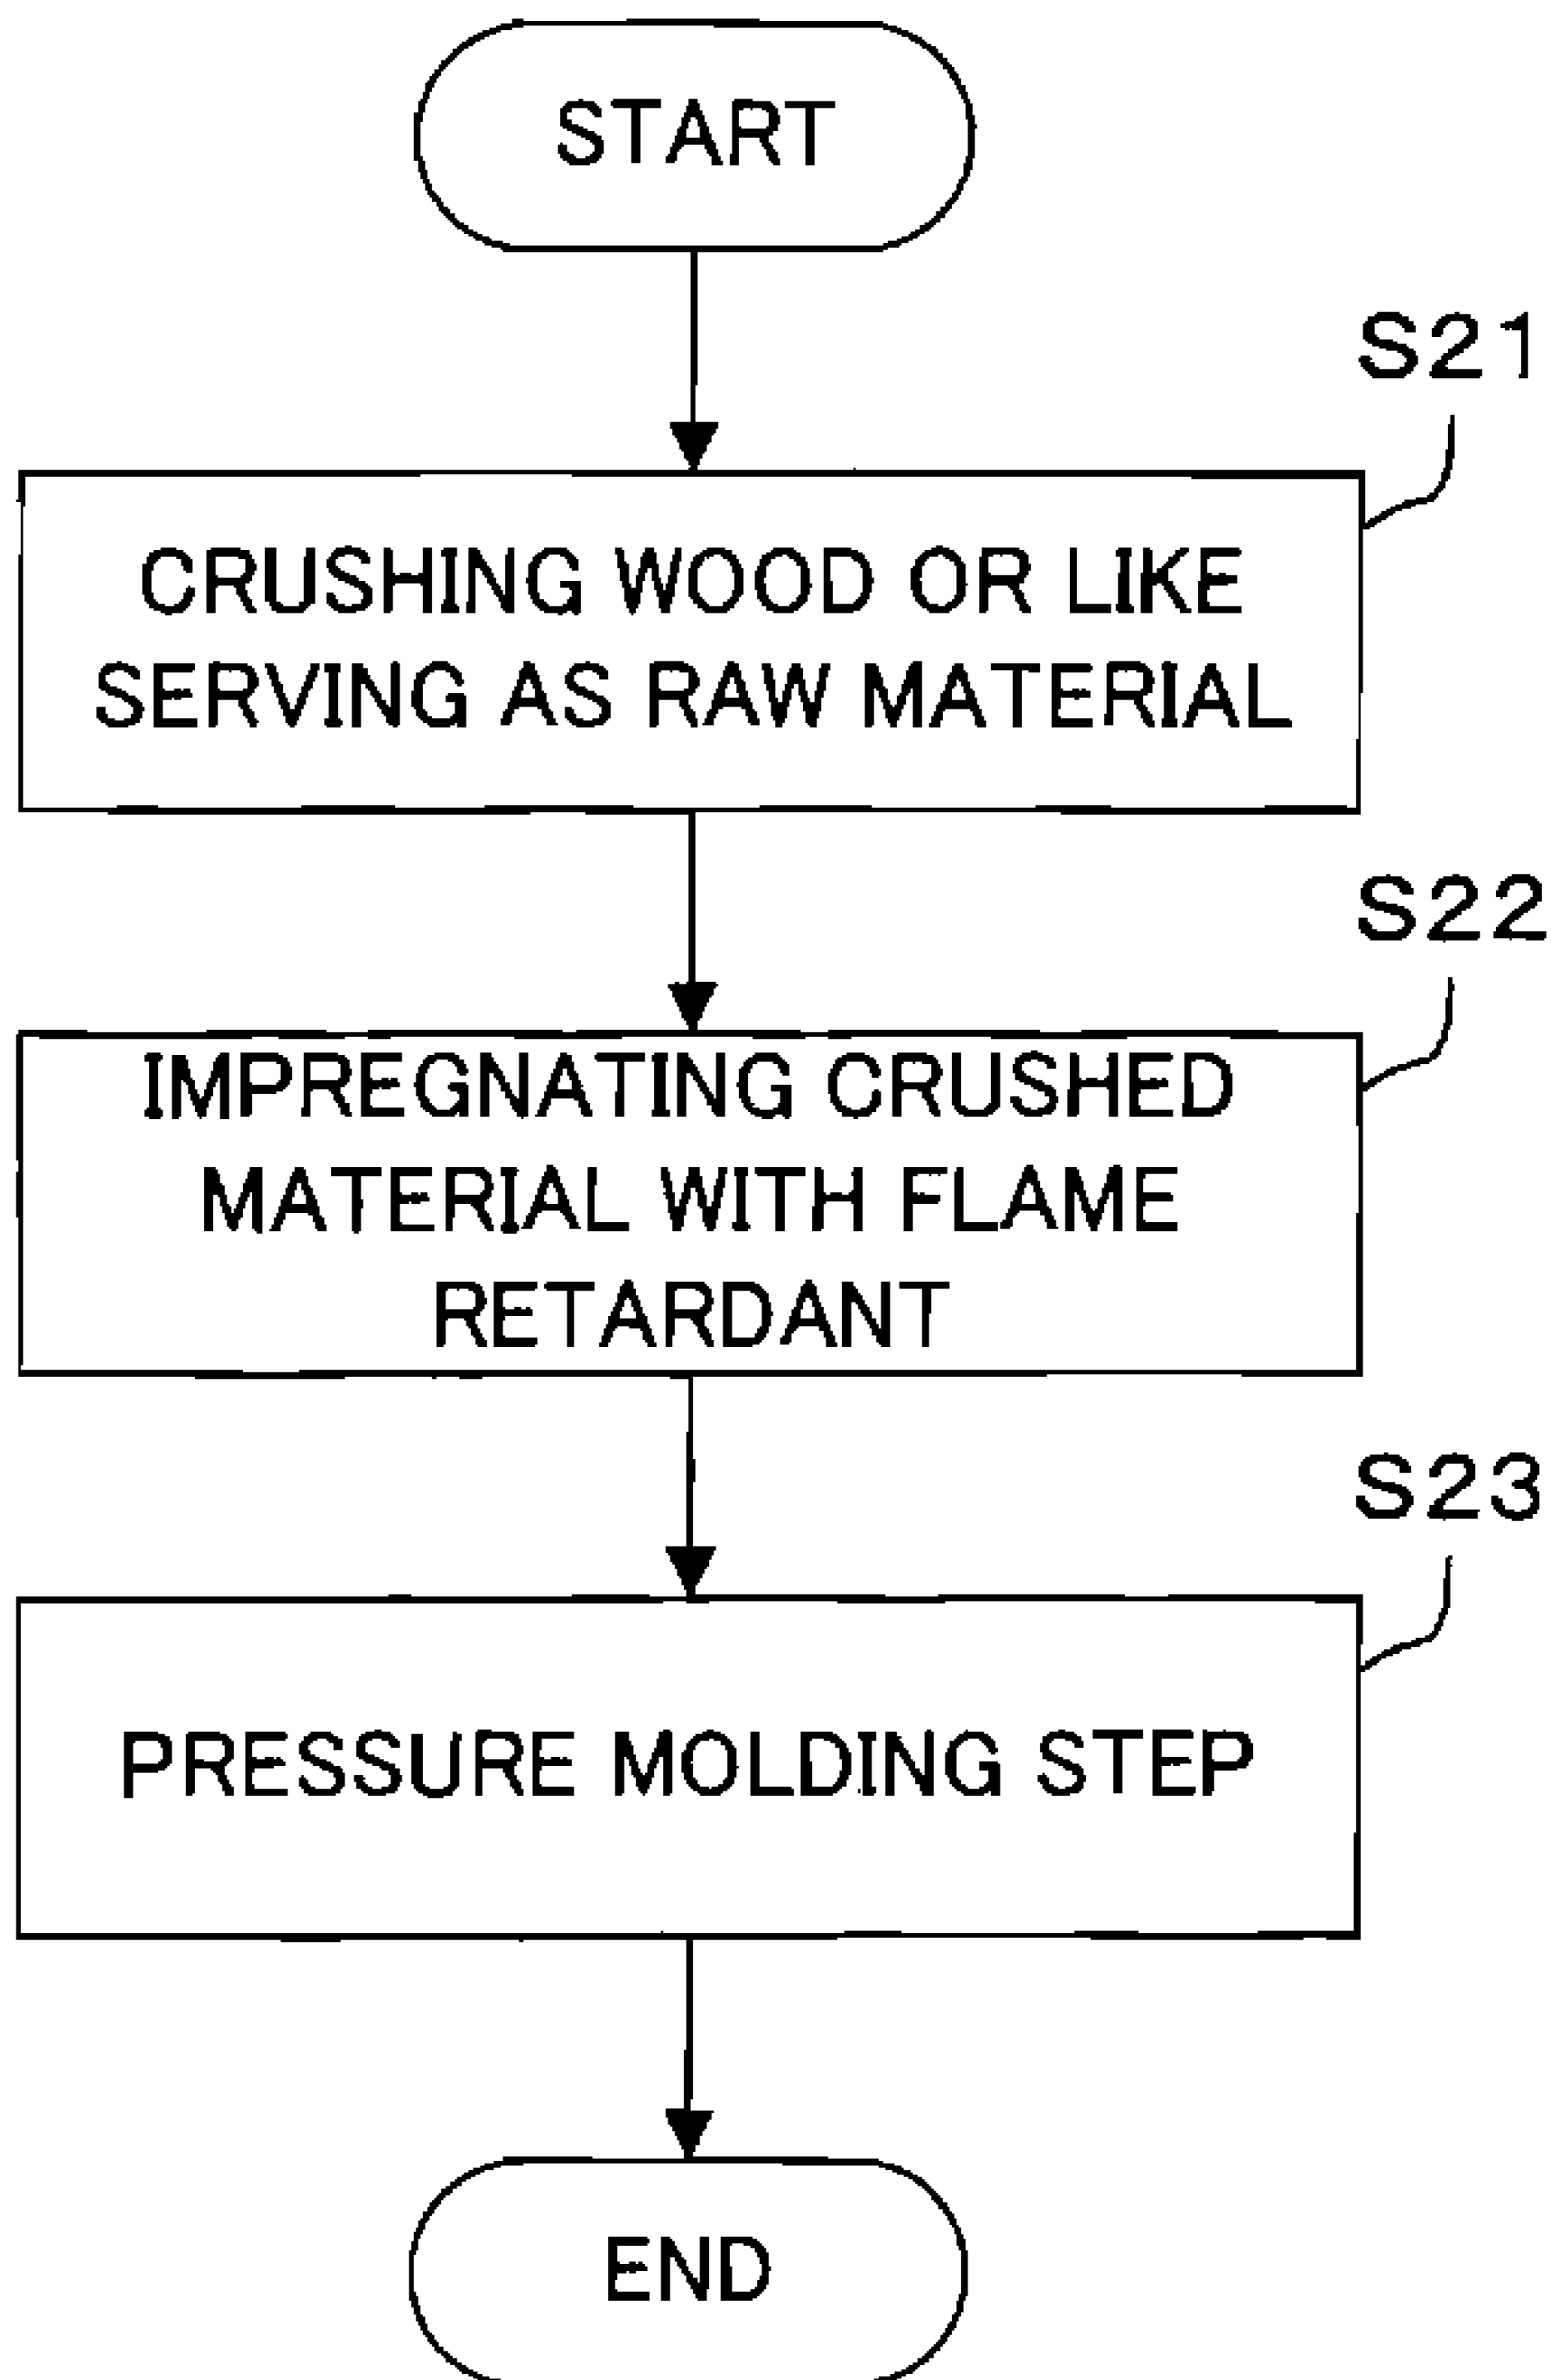 START
S21
CRUSHING WOOD OR LIKE
SERVING AS RAW MATERIAL
S22
IMPREGNATING CRUSHED
MATERIAL WITH FLAME
RETARDANT
S23
PRESSURE MOLDING STEP
END